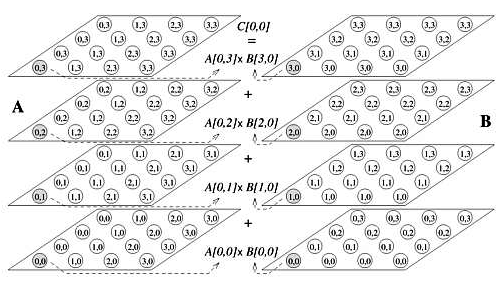 0,3 1,3 2,3 3,3 C[0,0] 3,3 3,3 3,3 3,3
0,3 1,3 2,3 3,3 = 3,2 3,2 3,2 3,2
0,3 1,3 2,3 3,3 A[0,3]x B[3,0] 3,1 3,1 3,1 3,1
0,3 1,3 2,3 3,3 3,0 3,0 3,0 3,0
0,2 1,2 2,2 3,2 + 2,3 2,3 2,3 2,3
A 0,2 1,2 2,2 3,2 2,2 2,2 2,2 2,2 B
0,2 1,2 2,2 3,2 A[0,2]x B[2,0] 2,1 2,1 2,1 2,1
0,2 1,2 2,2 3,2 2,0 2,0 2,0 2,0
0,1 1,1 2,1 3,1 + 1,3 1,3 1,3 1,3
0,1 1,1 2,1 3,1 1,2 1,2 1,2 1,2
0,1 1,1 2,1 3,1 A[0,1]x B[1,0] 1,1 1,1 1,1 1,1
0,1 1,1 2,1 3,1 1,0 1,0 1,0 1,0
0,0 1,0 2,0 3,0 + 0,3 0,3 0,3 0,3
0,0 1,0 2,0 3,0 0,2 0,2 0,2 0,2
0,0 1,0 2,0 3,0 A[0,0]x B[0,0] 0,1 0,1 0,1 0,1
0,0 1,0 2,0 3,0 0,0 0,0 0,0 0,0